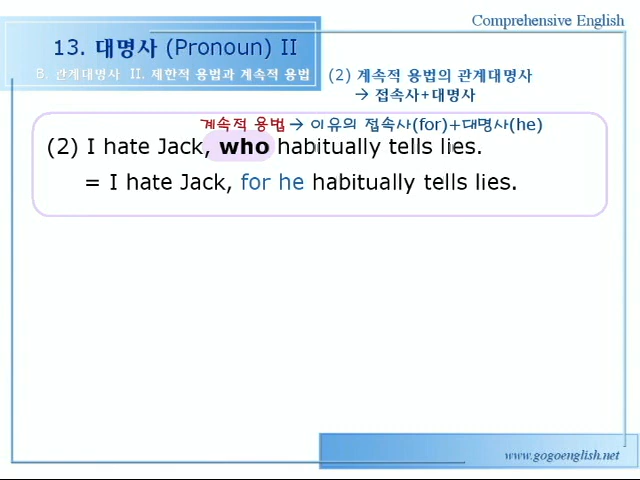 Comprehensive English
13. 대명사 (Pronoun) II
B. 관계대명사 II. 제한적 용법과 계속적 용법
(2) 계속적 용법의 관계대명사
→ 접속사+대명사
계속적 용법 → 이유의 접속사(for)+대명사(he)
(2) I hate Jack, who habitually tells lies.
= I hate Jack, for he habitually tells lies.
www.gogoenglish.net